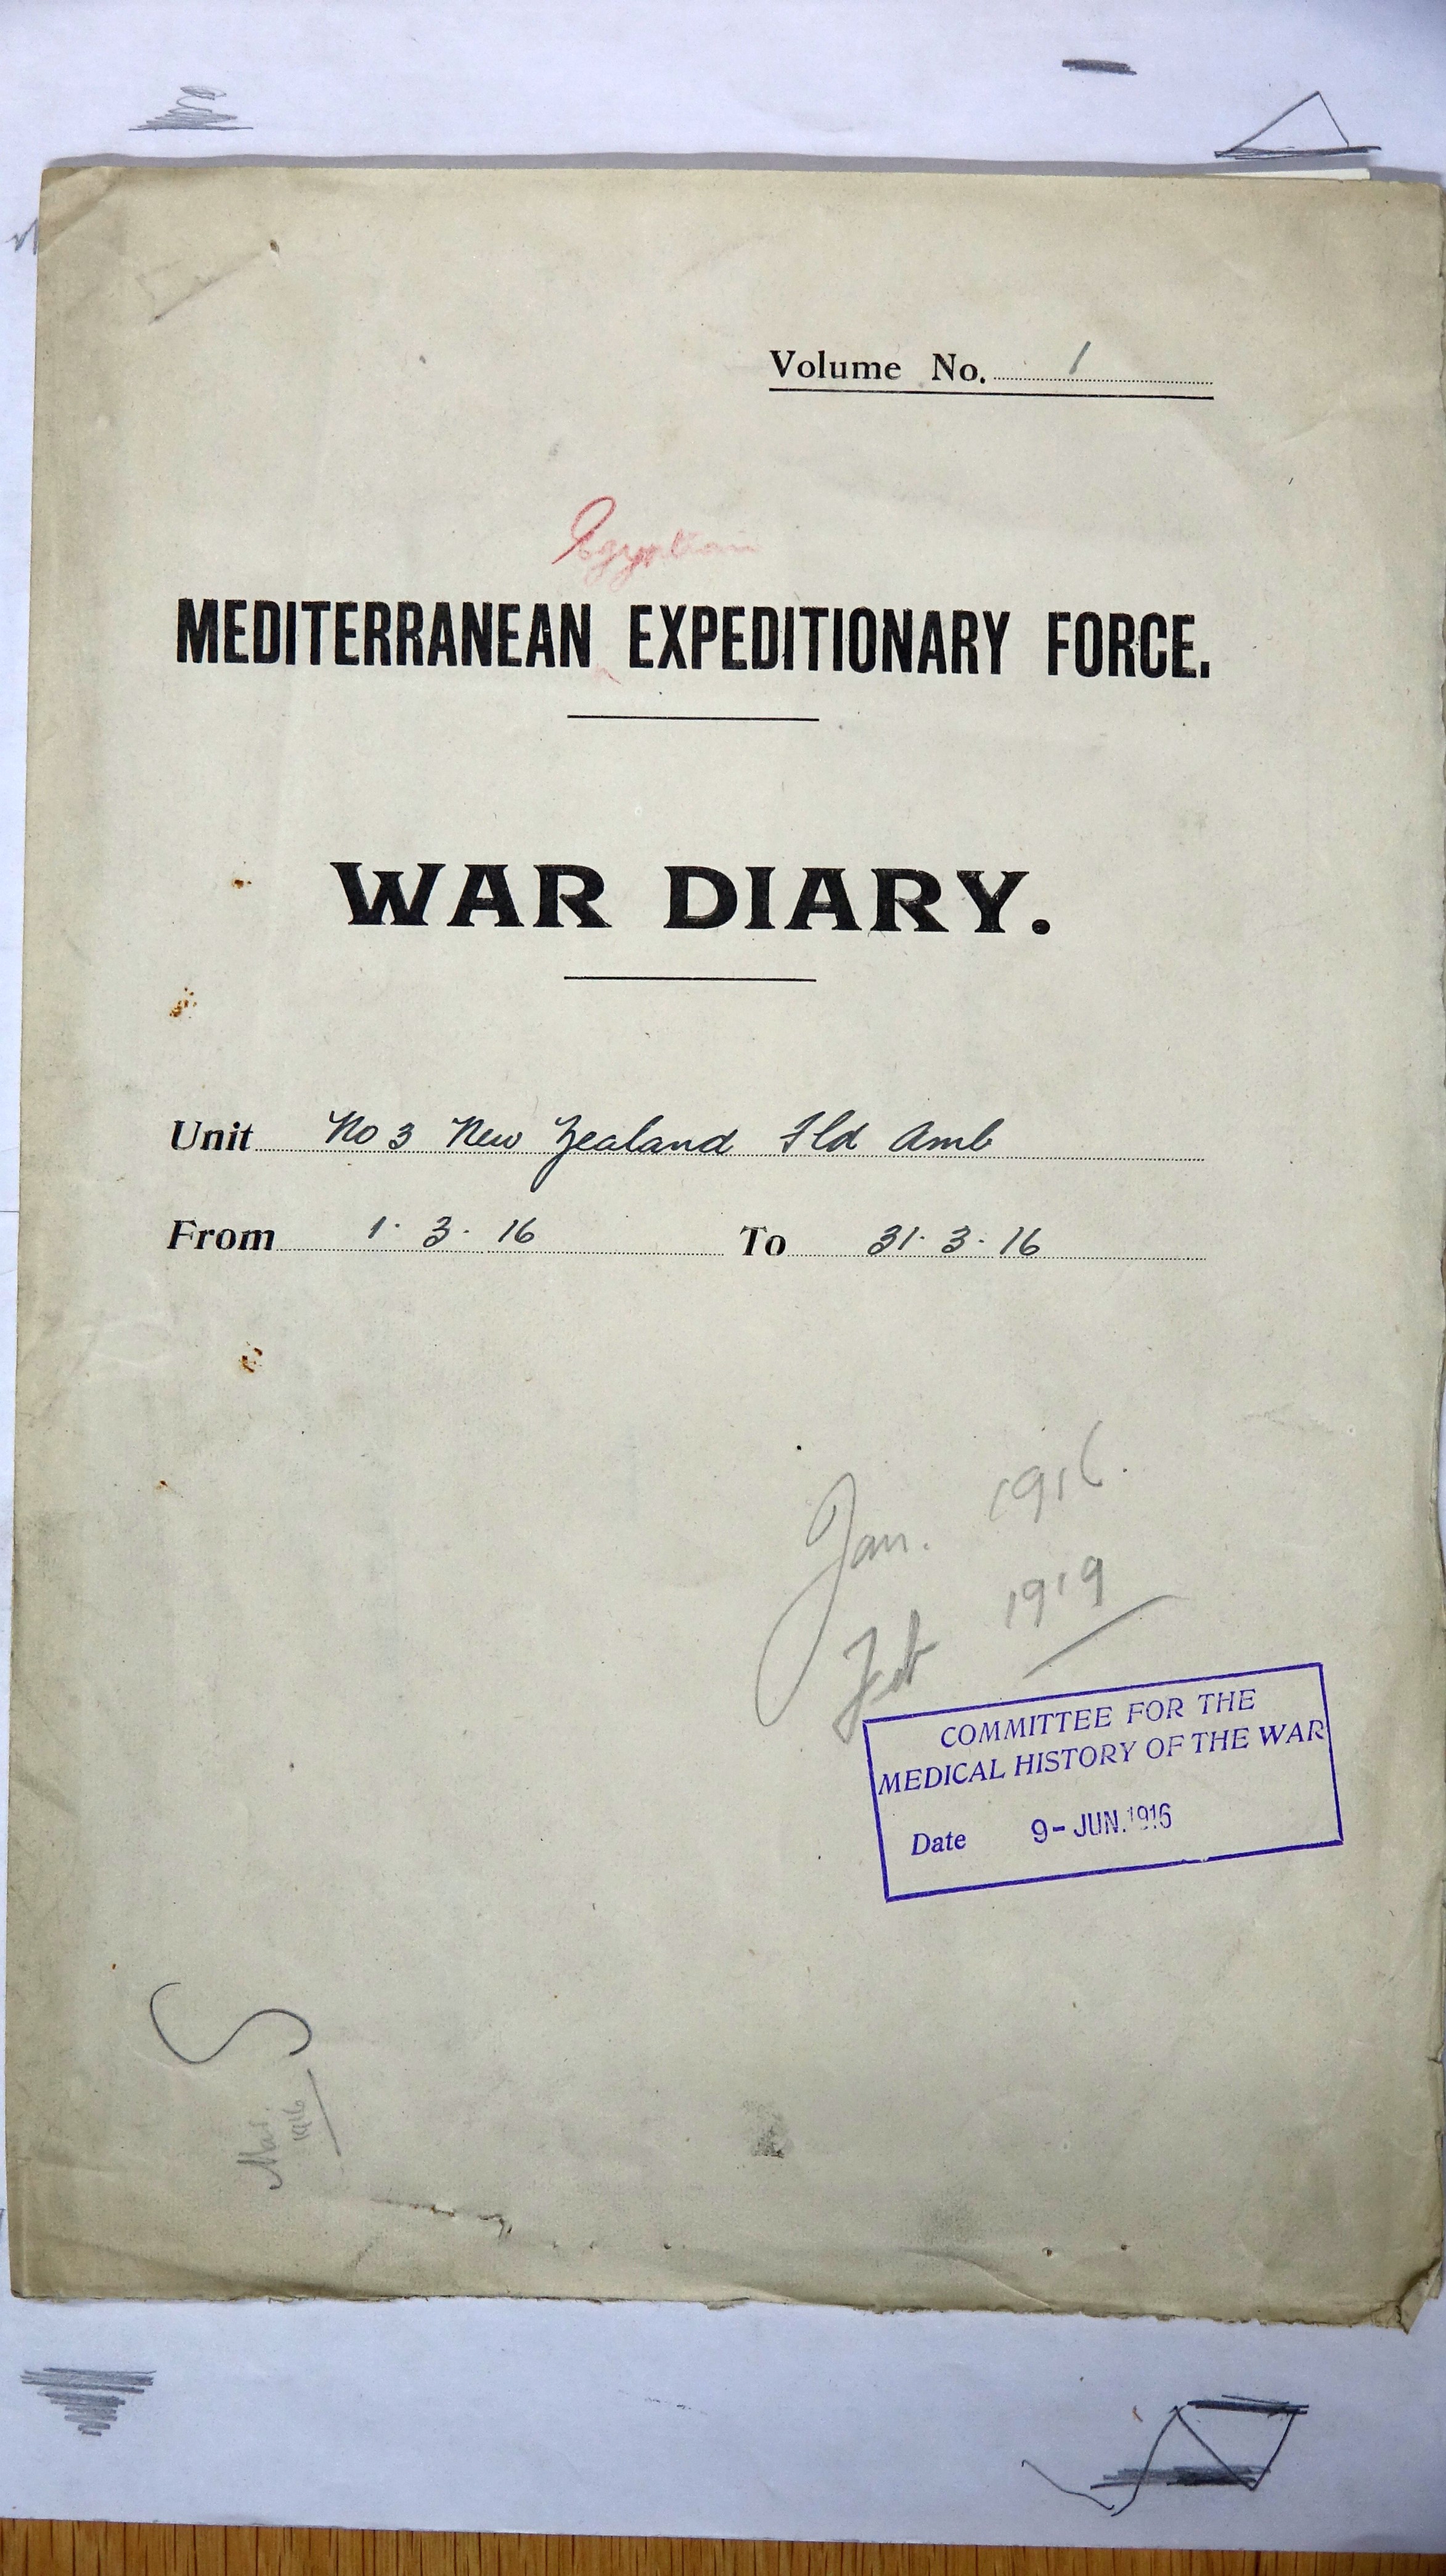 Volume No. 1
Egyptian
MEDITERRANEAN EXPEDITIONARY FORCE.
WAR DIARY.
Unit No 3 New Zealand Fld Amb
From 1. 3. 16 To 31. 3. 16
Jan. 1916.
Feb 1919
COMMITTEE FOR THE
MEDICAL HISTORY OF THE WAR
Date 9-JUN.1916
S
Mar.
1916